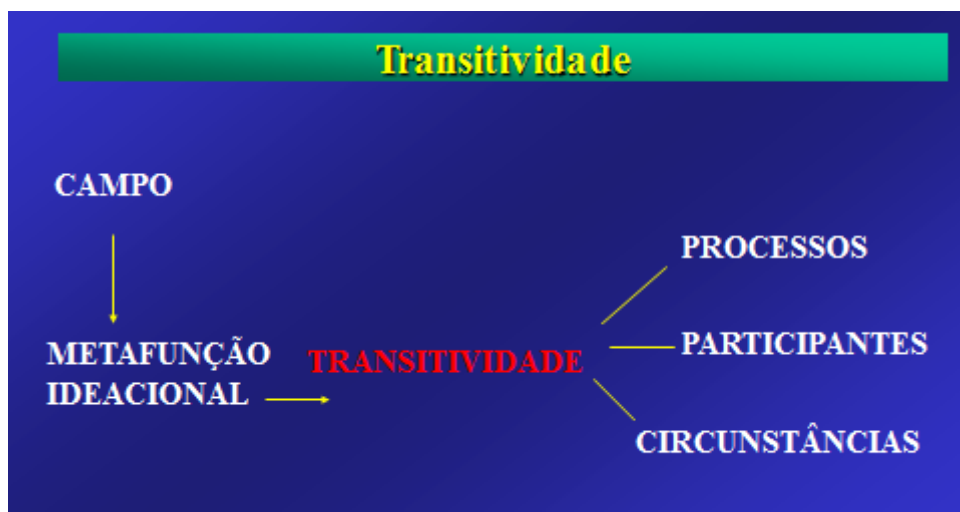 Transitividade
CAMPO
PROCESSOS
METAFUNÇÃO
IDEACIONAL
TRANSITIVIDADE
PARTICIPANTES
CIRCUNSTÂNCIAS